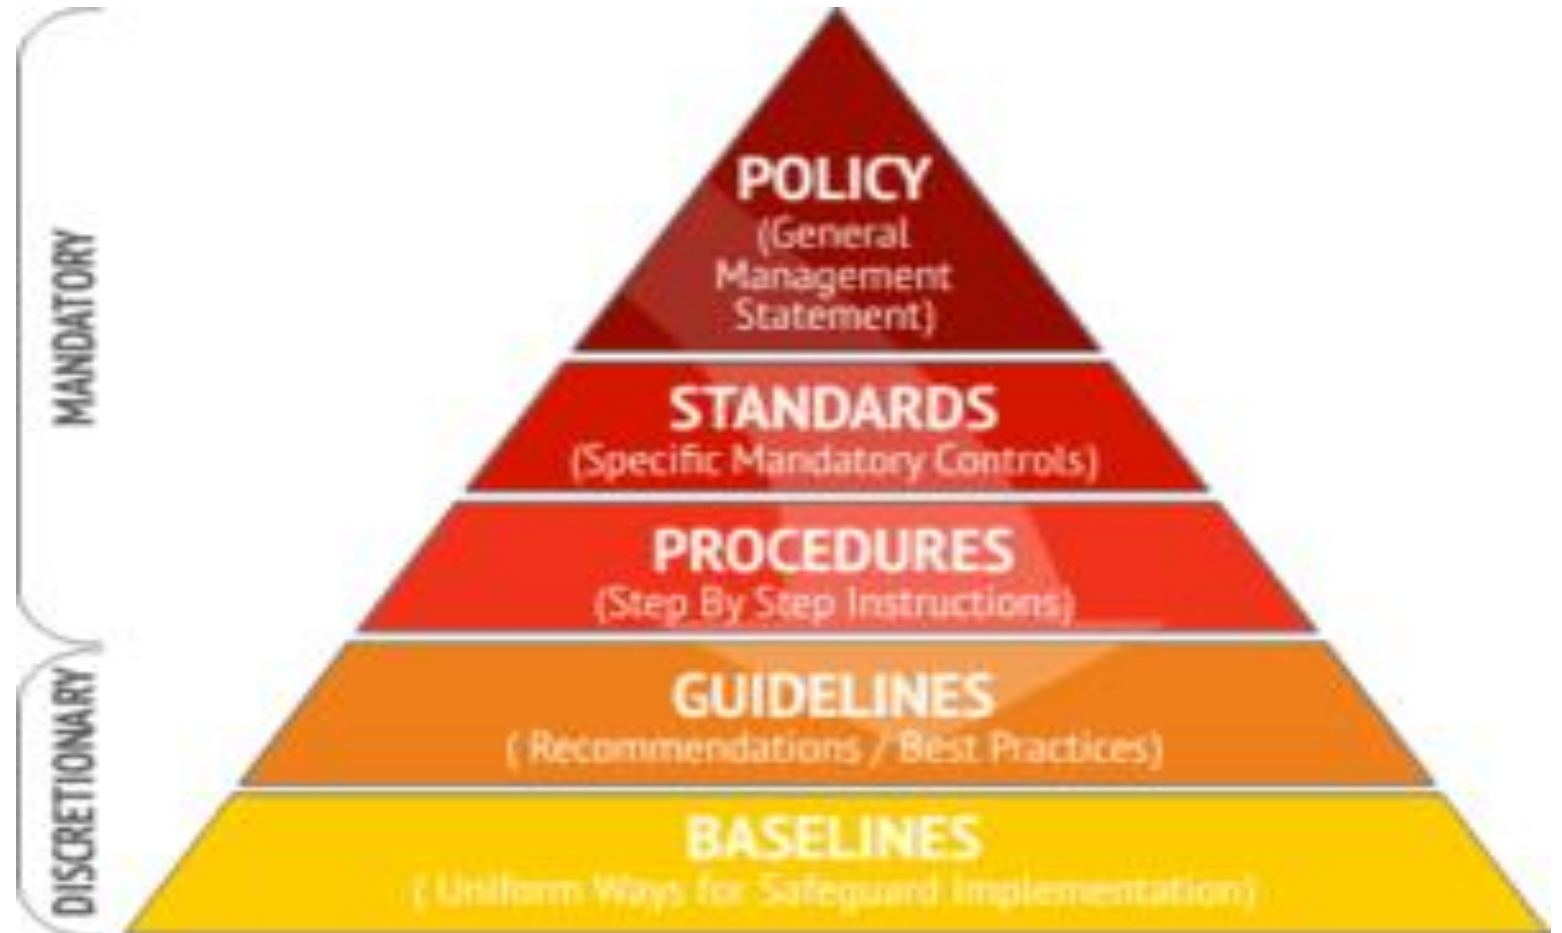 MANDATORY
POLICY
(General
Management
Statement)
STANDARDS
(Specific Mandatory Controls)
PROCEDURES
(Step By Step Instructions)
DISCRETIONARY
GUIDELINES
( Recommendations / Best Practices)
BASELINES
( Uniform Ways for Safeguard Implementation)